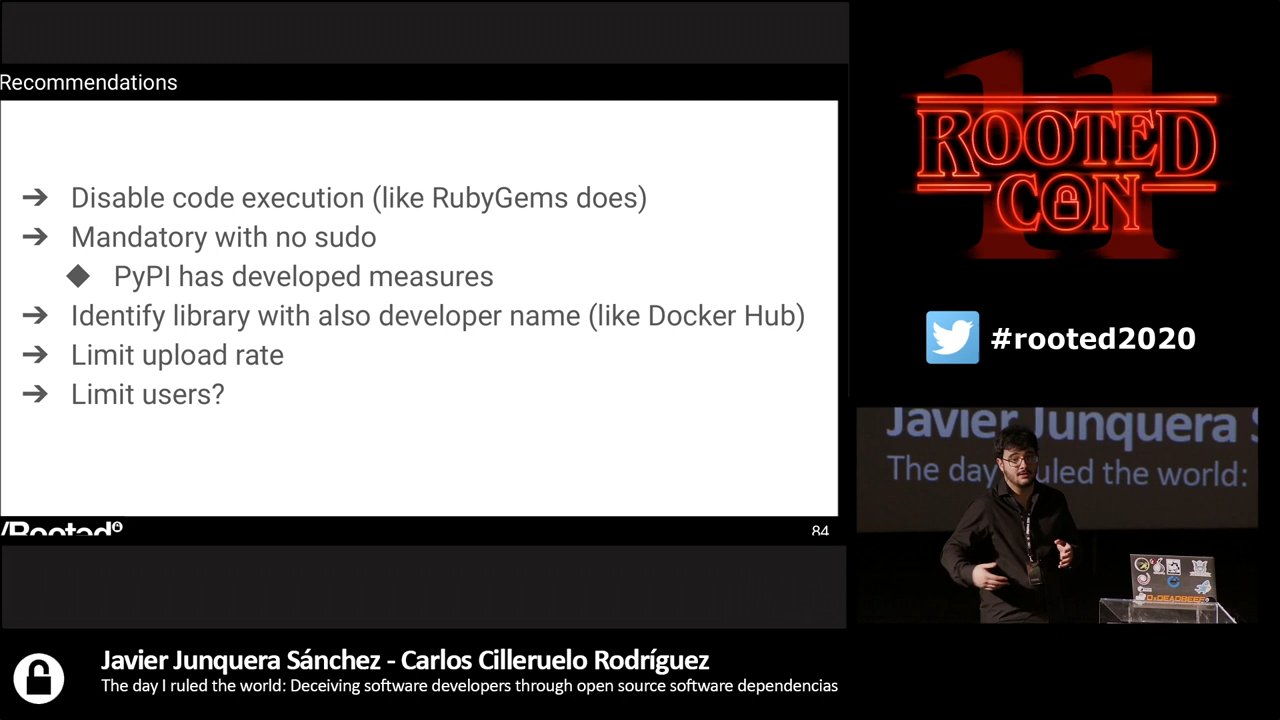 Recommendations
➔ Disable code execution (like RubyGems does)
➔ Mandatory with no sudo
◆ PyPI has developed measures
➔ Identify library with also developer name (like Docker Hub)
➔ Limit upload rate
➔ Limit users?
/Rooted
84
11
ROOTED
CON
#rooted2020
Javier Junquera S
The day I ruled the world:
0xDEADBEEF
Javier Junquera Sánchez - Carlos Cilleruelo Rodríguez
The day I ruled the world: Deceiving software developers through open source software dependencias